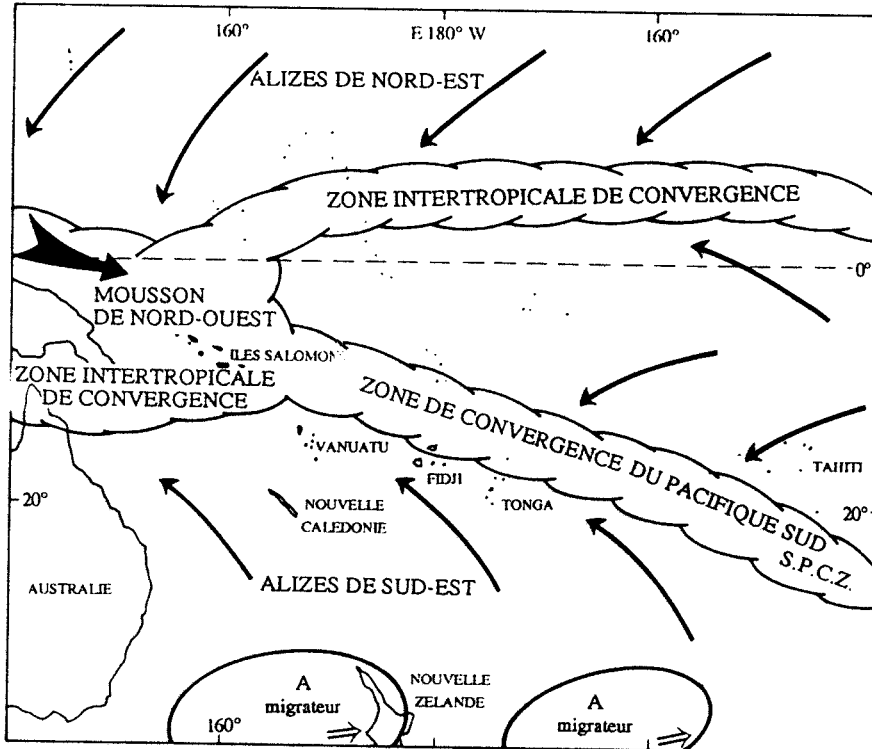 160° E 180° W 160°
ALIZES DE NORD-EST
ZONE INTERTROPICALE DE CONVERGENCE
0°
MOUSSON
DE NORD-OUEST
ILES SALOMON
ZONE INTERTROPICALE
DE CONVERGENCE
ZONE DE CONVERGENCE DU PACIFIQUE SUD
S.P.C.Z.
VANUATU
FIDJI
TAHITI
TONGA
20°
20°
NOUVELLE
CALEDONIE
AUSTRALIE
ALIZES DE SUD-EST
NOUVELLE
ZELANDE
A
migrateur
A
migrateur
160°